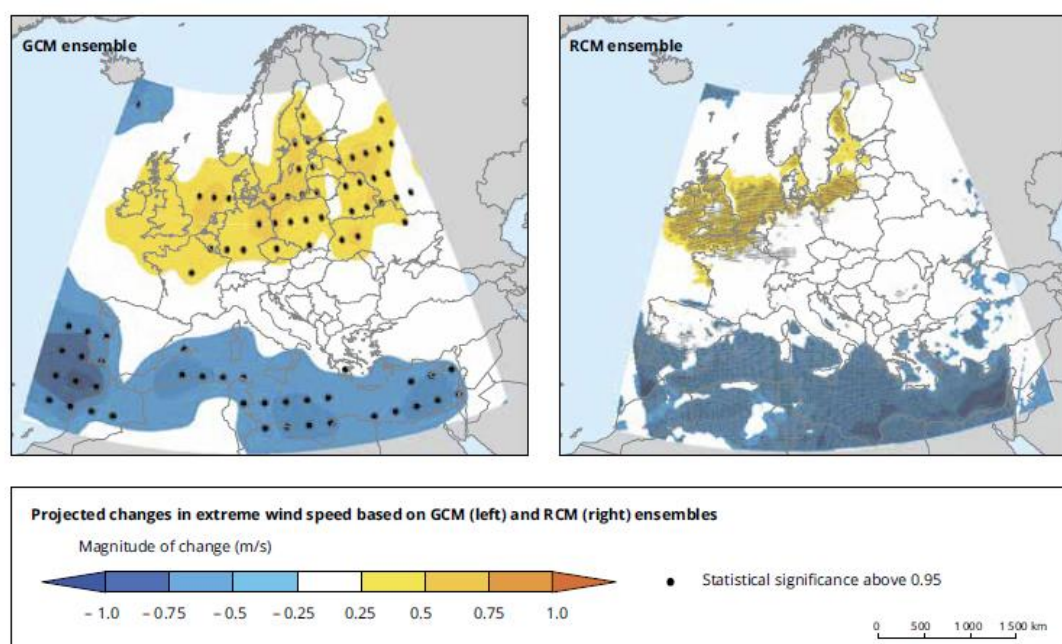 GCM ensemble
RCM ensemble
Projected changes in extreme wind speed based on GCM (left) and RCM (right) ensembles
Magnitude of change (m/s)
– 1.0 – 0.75 – 0.5 – 0.25 0.25 0.5 0.75 1.0
Statistical significance above 0.95
0 500 1 000 1 500 km